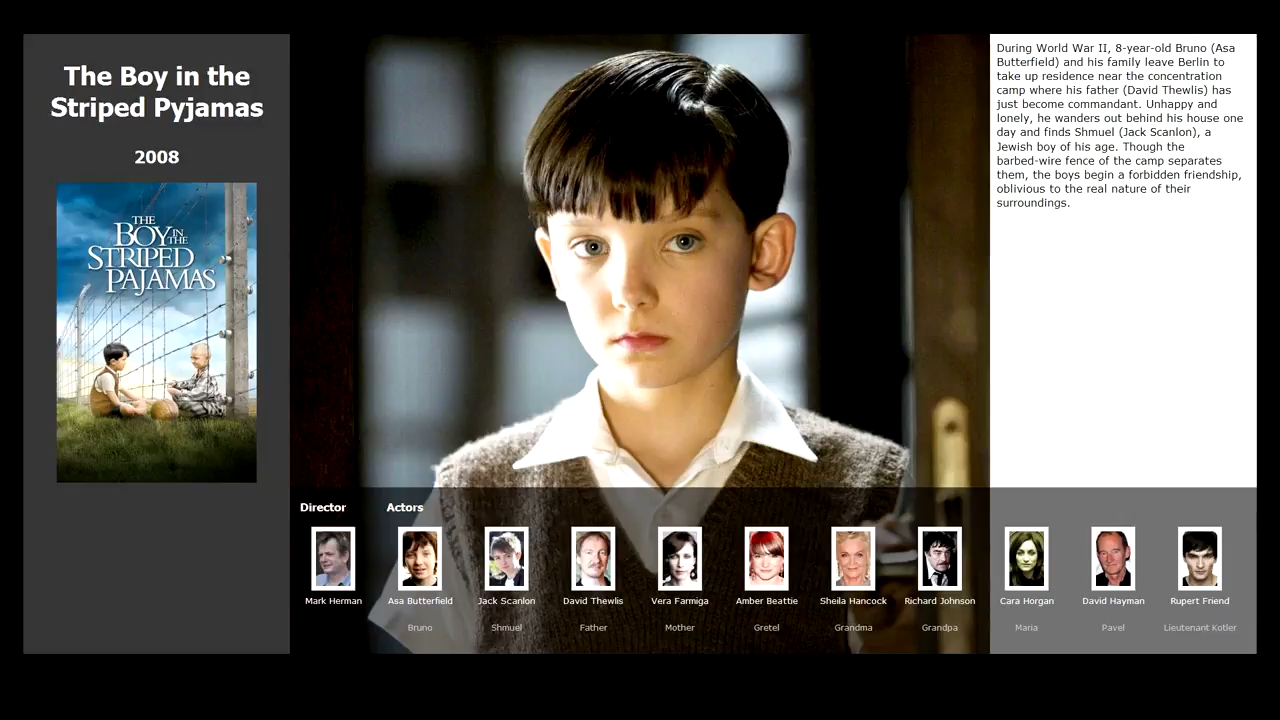 The Boy in the
Striped Pyjamas
2008
THE
BOY IN THE
STRIPED
PAJAMAS
During World War II, 8-year-old Bruno (Asa
Butterfield) and his family leave Berlin to
take up residence near the concentration
camp where his father (David Thewlis) has
just become commandant. Unhappy and
lonely, he wanders out behind his house one
day and finds Shmuel (Jack Scanlon), a
Jewish boy of his age. Though the
barbed-wire fence of the camp separates
them, the boys begin a forbidden friendship,
oblivious to the real nature of their
surroundings.
Director Actors
Mark Herman Asa Butterfield Jack Scanlon David Thewlis Vera Farmiga Amber Beattie Sheila Hancock Richard Johnson Cara Horgan David Hayman Rupert Friend
Bruno Shmuel Father Mother Gretel Grandma Grandpa Maria Pavel Lieutenant Kotler